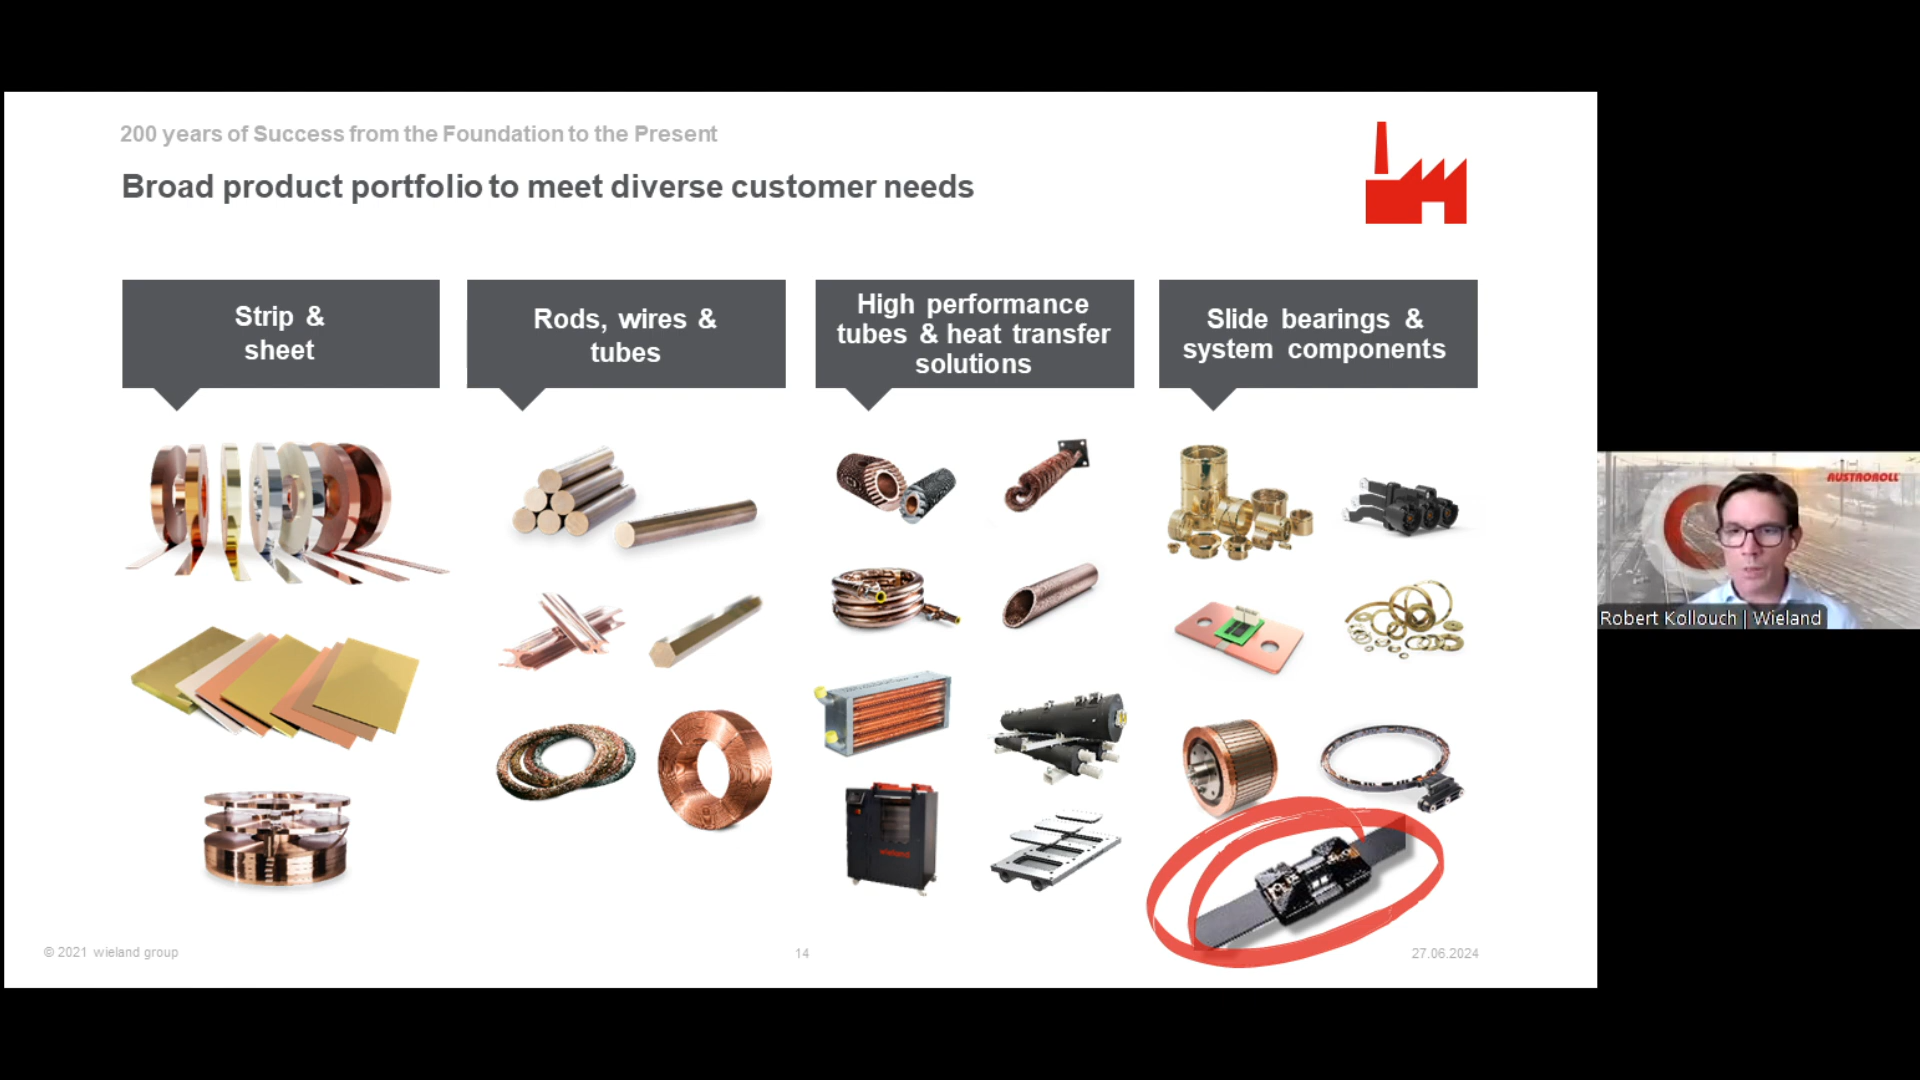 200 years of Success from the Foundation to the Present
Broad product portfolio to meet diverse customer needs
Strip &
sheet
Rods, wires &
tubes
High performance
tubes & heat transfer
solutions
Slide bearings &
system components
wieland
AUSTROROLL
Robert Kollouch | Wieland
© 2021 wieland group
14
27.06.2024